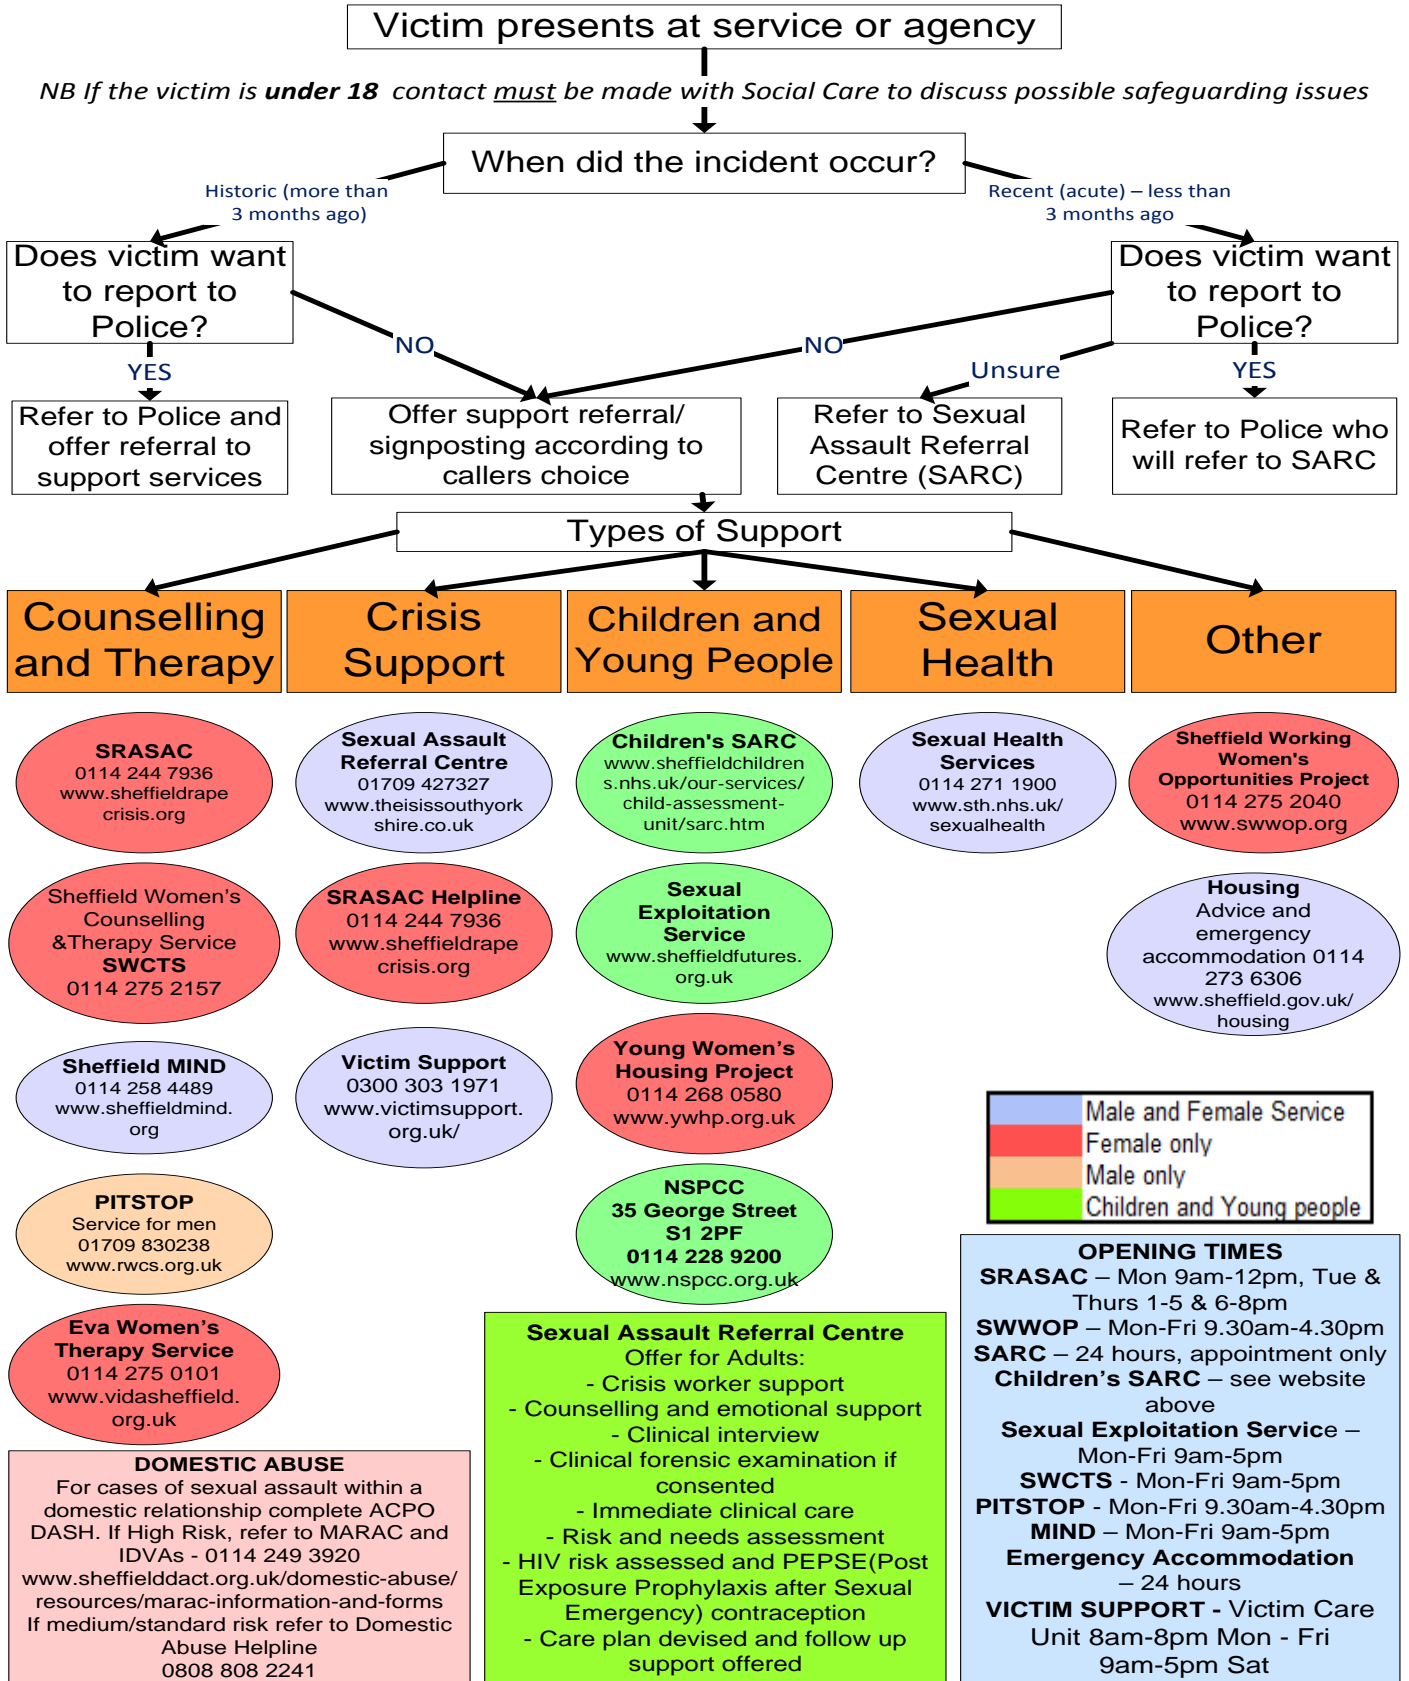 Victim presents at service or agency
NB If the victim is under 18 contact must be made with Social Care to discuss possible safeguarding issues
When did the incident occur?
Historic (more than
3 months ago)
Recent (acute) – less than
3 months ago
Does victim want
to report to
Police?
Does victim want
to report to
Police?
NO
NO
YES
Unsure
YES
Refer to Police and
offer referral to
support services
Offer support referral/
signposting according to
callers choice
Refer to Sexual
Assault Referral
Centre (SARC)
Refer to Police who
will refer to SARC
Types of Support
Counselling
and Therapy
Crisis
Support
Children and
Young People
Sexual
Health
Other
SRASAC
0114 244 7936
www.sheffieldrape
crisis.org
Sheffield Women's
Counselling
&Therapy Service
SWCTS
0114 275 2157
Sheffield MIND
0114 258 4489
www.sheffieldmind.
org
PITSTOP
Service for men
01709 830238
www.rwcs.org.uk
Eva Women's
Therapy Service
0114 275 0101
www.vidasheffield.
org.uk
Sexual Assault
Referral Centre
01709 427327
www.theisissouthyork
shire.co.uk
SRASAC Helpline
0114 244 7936
www.sheffieldrape
crisis.org
Victim Support
0300 303 1971
www.victimsupport.
org.uk/
Children's SARC
www.sheffieldchildren
s.nhs.uk/our-services/
child-assessment-
unit/sarc.htm
Sexual
Exploitation
Service
www.sheffieldfutures.
org.uk
Young Women's
Housing Project
0114 268 0580
www.ywhp.org.uk
NSPCC
35 George Street
S1 2PF
0114 228 9200
www.nspcc.org.uk
Sexual Health
Services
0114 271 1900
www.sth.nhs.uk/
sexualhealth
Sheffield Working
Women's
Opportunities Project
0114 275 2040
www.swwop.org
Housing
Advice and
emergency
accommodation 0114
273 6306
www.sheffield.gov.uk/
housing
Male and Female Service
Female only
Male only
Children and Young people
DOMESTIC ABUSE
For cases of sexual assault within a
domestic relationship complete ACPO
DASH. If High Risk, refer to MARAC and
IDVAs - 0114 249 3920
www.sheffielddact.org.uk/domestic-abuse/
resources/marac-information-and-forms
If medium/standard risk refer to Domestic
Abuse Helpline
0808 808 2241
Sexual Assault Referral Centre
Offer for Adults:
- Crisis worker support
- Counselling and emotional support
- Clinical interview
- Clinical forensic examination if
consented
- Immediate clinical care
- Risk and needs assessment
- HIV risk assessed and PEPSE(Post
Exposure Prophylaxis after Sexual
Emergency) contraception
- Care plan devised and follow up
support offered
OPENING TIMES
SRASAC – Mon 9am-12pm, Tue &
Thurs 1-5 & 6-8pm
SWWOP – Mon-Fri 9.30am-4.30pm
SARC – 24 hours, appointment only
Children's SARC – see website
above
Sexual Exploitation Service –
Mon-Fri 9am-5pm
SWCTS - Mon-Fri 9am-5pm
PITSTOP - Mon-Fri 9.30am-4.30pm
MIND – Mon-Fri 9am-5pm
Emergency Accommodation
– 24 hours
VICTIM SUPPORT - Victim Care
Unit 8am-8pm Mon - Fri
9am-5pm Sat